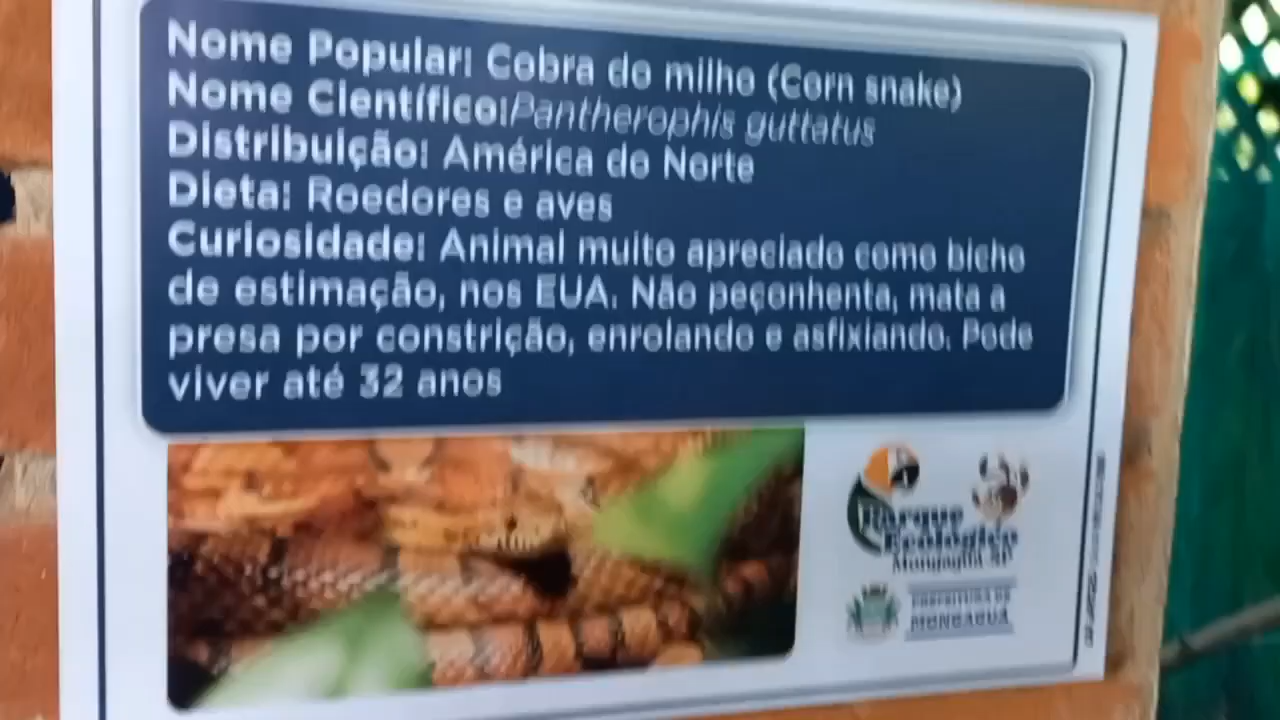 Nome Popular: Cobra do milho (Corn snake)
Nome Científico:Pantherophis guttatus
Distribuição: América do Norte
Dieta: Roedores e aves
Curiosidade: Animal muito apreciado como bicho
de estimação, nos EUA. Não peçonhenta, mata a
presa por constrição, enrolando e asfixiando. Pode
viver até 32 anos
Parque
Ecológico
Mongaguá SP
PREFEITURA DE
MONGAGUÁ